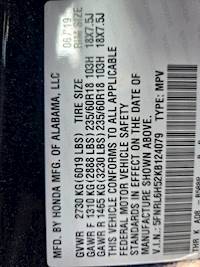 MFD. BY HONDA MFG. OF ALABAMA, LLC 06/19
TIRE SIZE RIM SIZE
GVWR 2730 KG(6019 LBS)
GAWR F 1310 KG(2888 LBS) 235/60R18 103H 18X7.5J
GAWR R 1465 KG(3230 LBS) 235/60R18 103H 18X7.5J
THIS VEHICLE CONFORMS TO ALL APPLICABLE
FEDERAL MOTOR VEHICLE SAFETY
STANDARDS IN EFFECT ON THE DATE OF
MANUFACTURE SHOWN ABOVE.
V.I.N.: TYPE: MPV